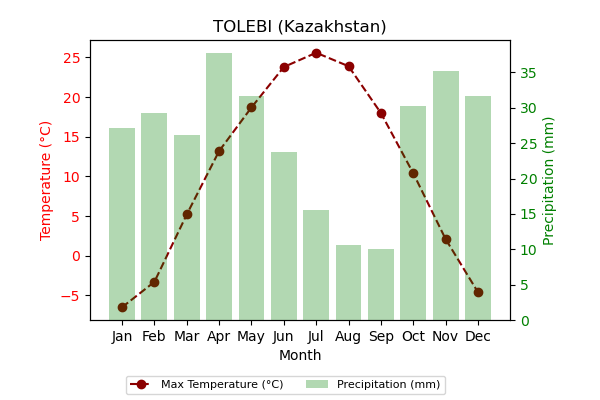 TOLEBI (Kazakhstan)
Temperature (°C)
25
20
15
10
5
0
−5
35
30
25
20
15
10
5
0
Precipitation (mm)
Jan Feb Mar Apr May Jun Jul Aug Sep Oct Nov Dec
Month
Max Temperature (°C) Precipitation (mm)